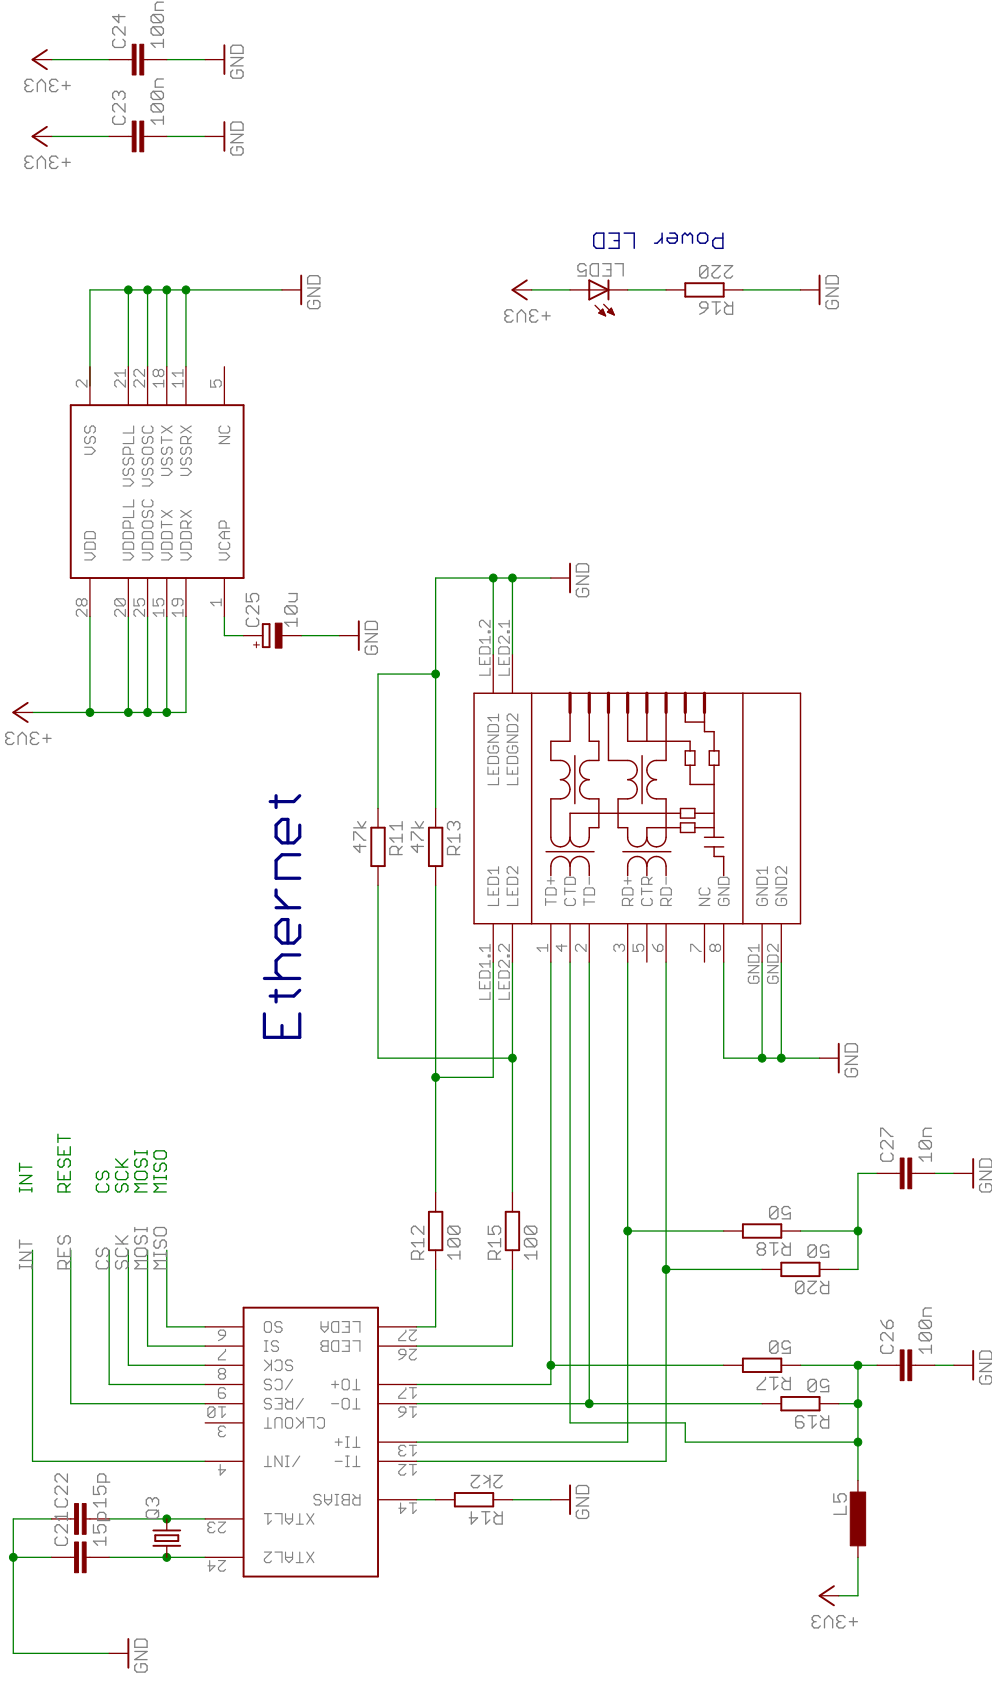 C24
100n
+3V3
GND
C23
100n
+3V3
GND
Power LED
LED5
220
+3V3
R16
GND
GND
2
21
22
18
11
5
VSS
VSSPLL
VSSOSC
VSSTX
VSSRX
NC
VDD
VDDPLL
VDDOSC
VDDTX
VDDRX
VCAP
28
20
25
15
19
1
C25
10u
+
GND
+3V3
GND
LED1.2
LED2.1
LEDGND1
LEDGND2
47k
R11
47k
R13
Ethernet
LED1
LED2
TD+
CTD
TD-
RD+
CTR
RD-
NC
GND
GND1
GND2
LED1.1
LED2.2
1
4
2
3
5
6
7
8
GND1
GND2
GND
INT
RESET
CS
SCK
MOSI
MISO
INT
RES
CS
SCK
MOSI
MISO
R12
100
R15
100
C27
10n
GND
50
R18
50
R20
C26
100n
GND
50
R17
50
R19
6
7
8
9
10
3
4
23
24
SO
SI
SCK
/CS
/RES
CLKOUT
/INT
XTAL1
XTAL2
LEDA
LEDB
TO+
TO-
TI+
TI-
RBIAS
27
26
17
16
13
12
14
2k2
R14
GND
C21
C22
15p
15p
Q3
GND
L5
+3V3